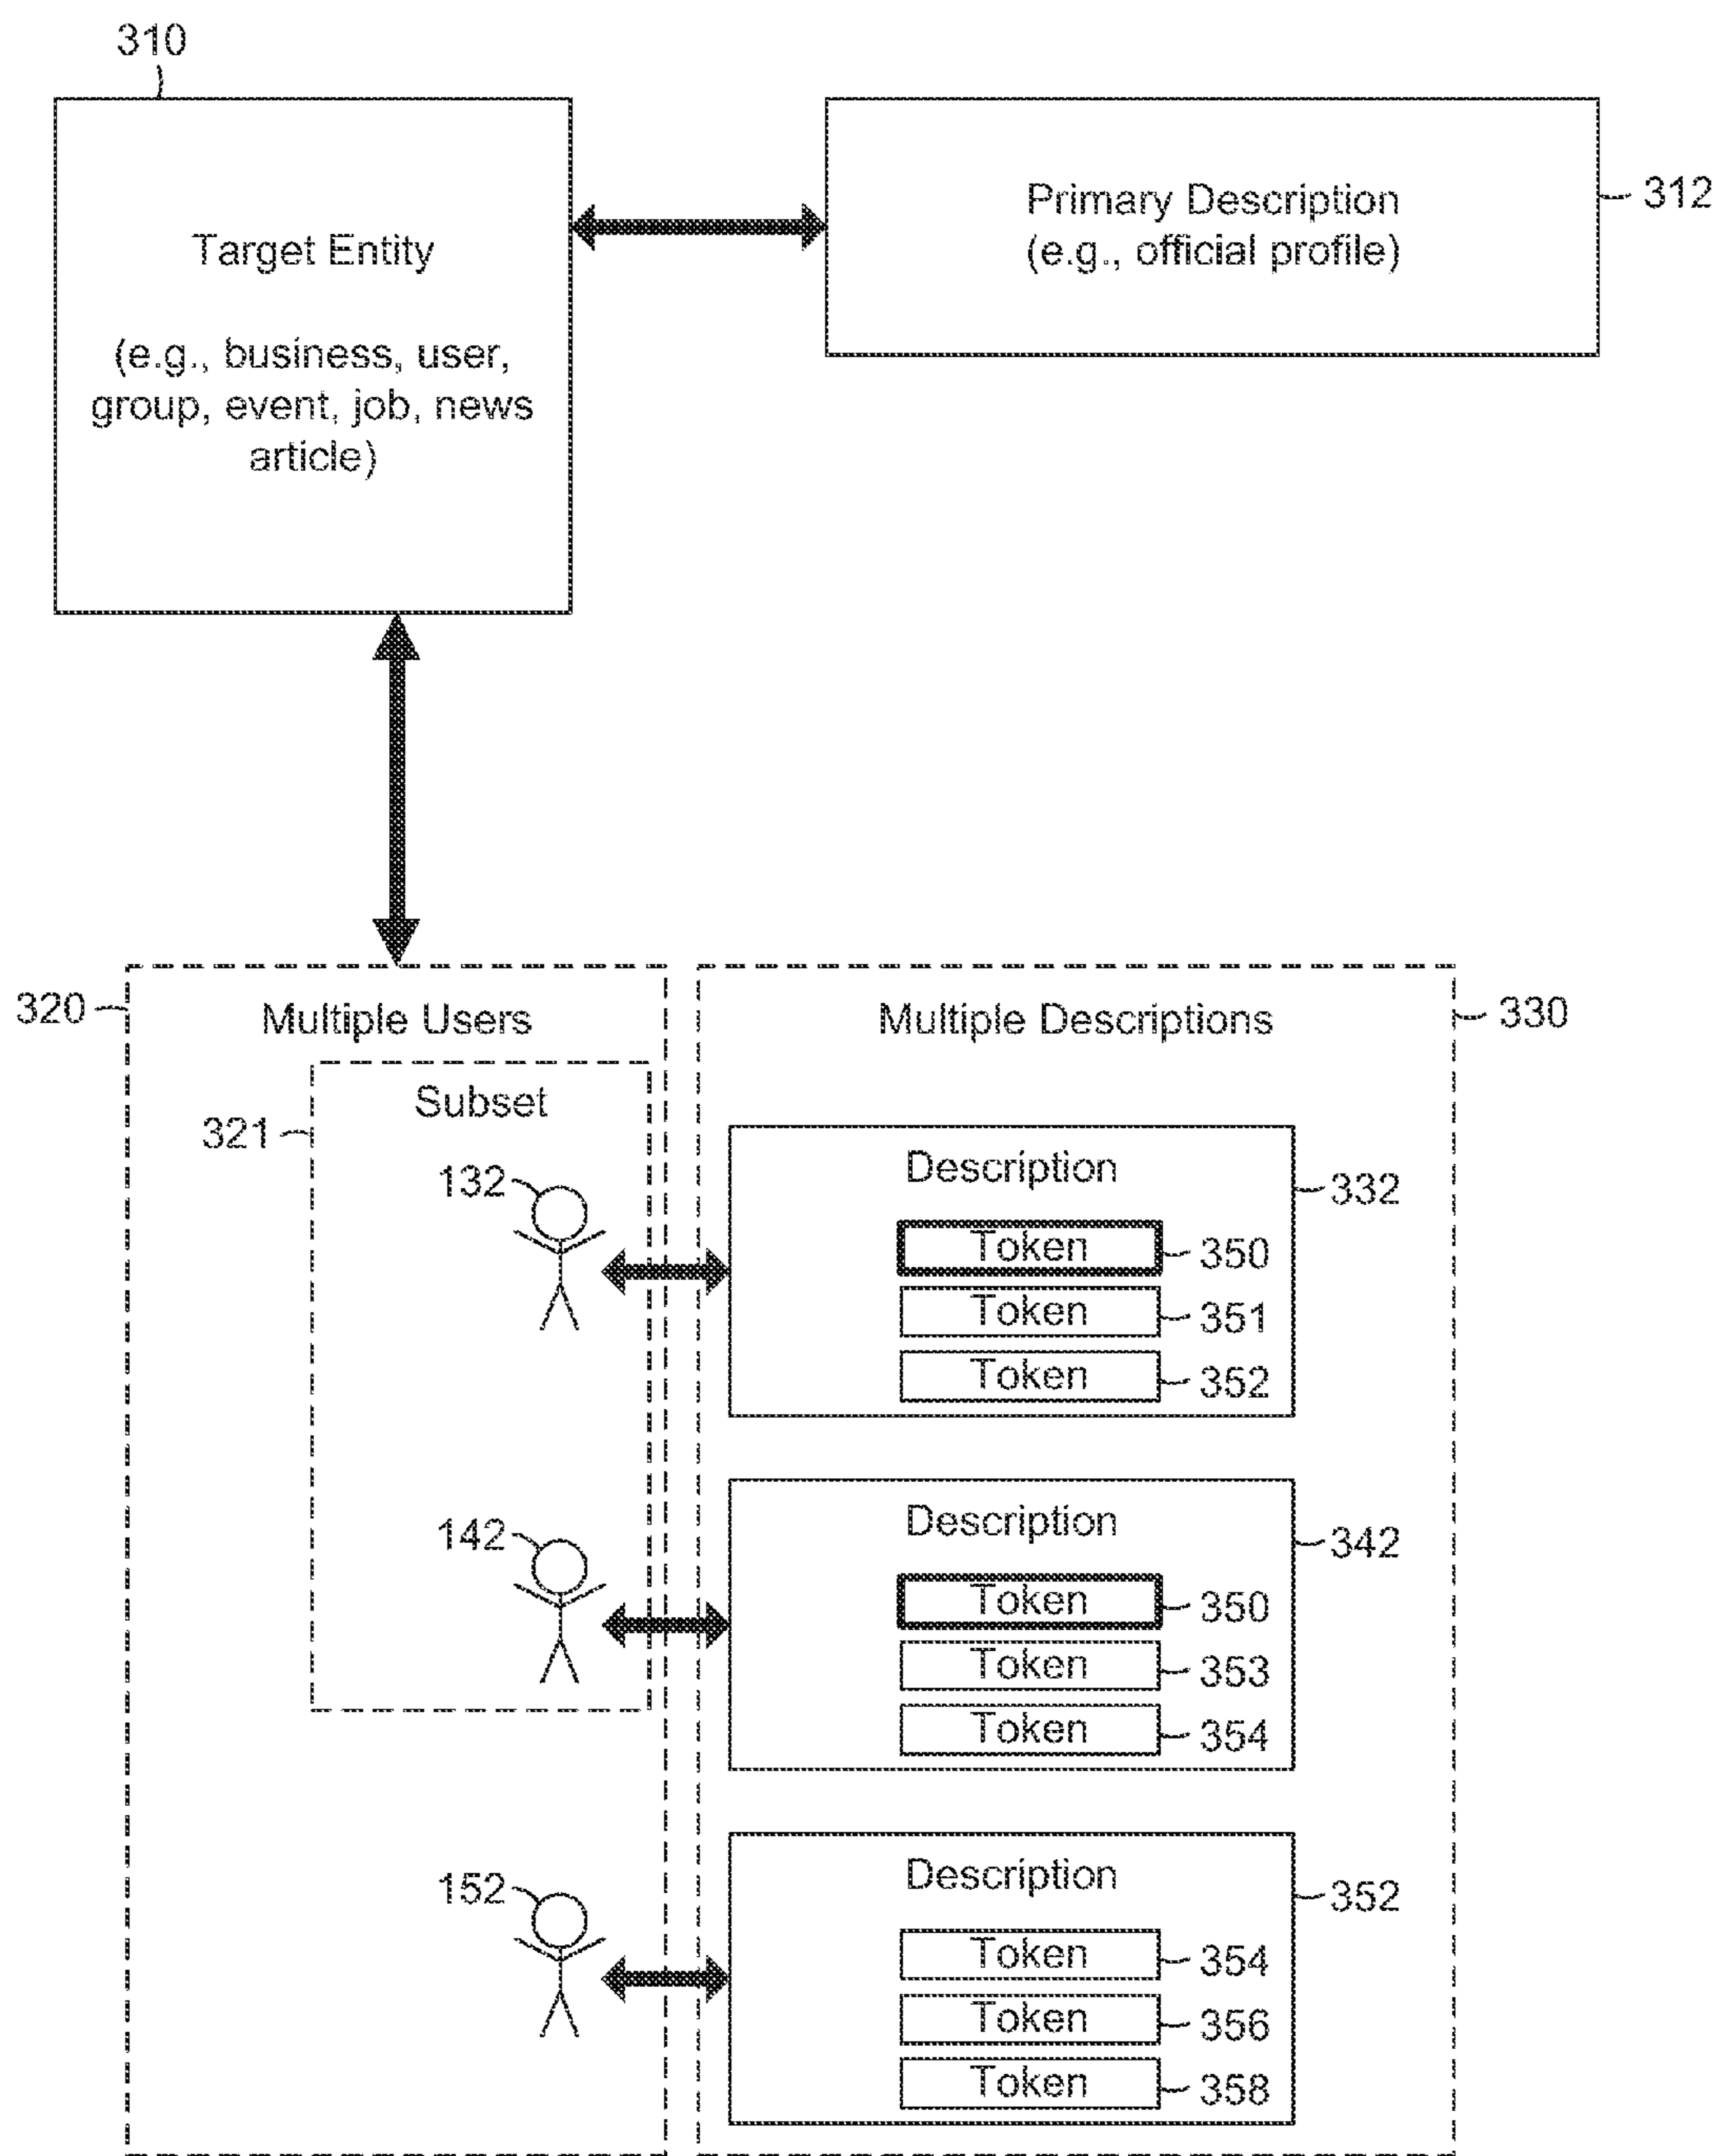 310
Target Entity
(e.g., business, user,
group, event, job, news
article)
Primary Description
(e.g., official profile)
312
320
Multiple Users
Subset
321
132
142
152
Multiple Descriptions
330
Description
332
Token
350
Token
351
Token
352
Description
342
Token
350
Token
353
Token
354
Description
352
Token
354
Token
356
Token
358